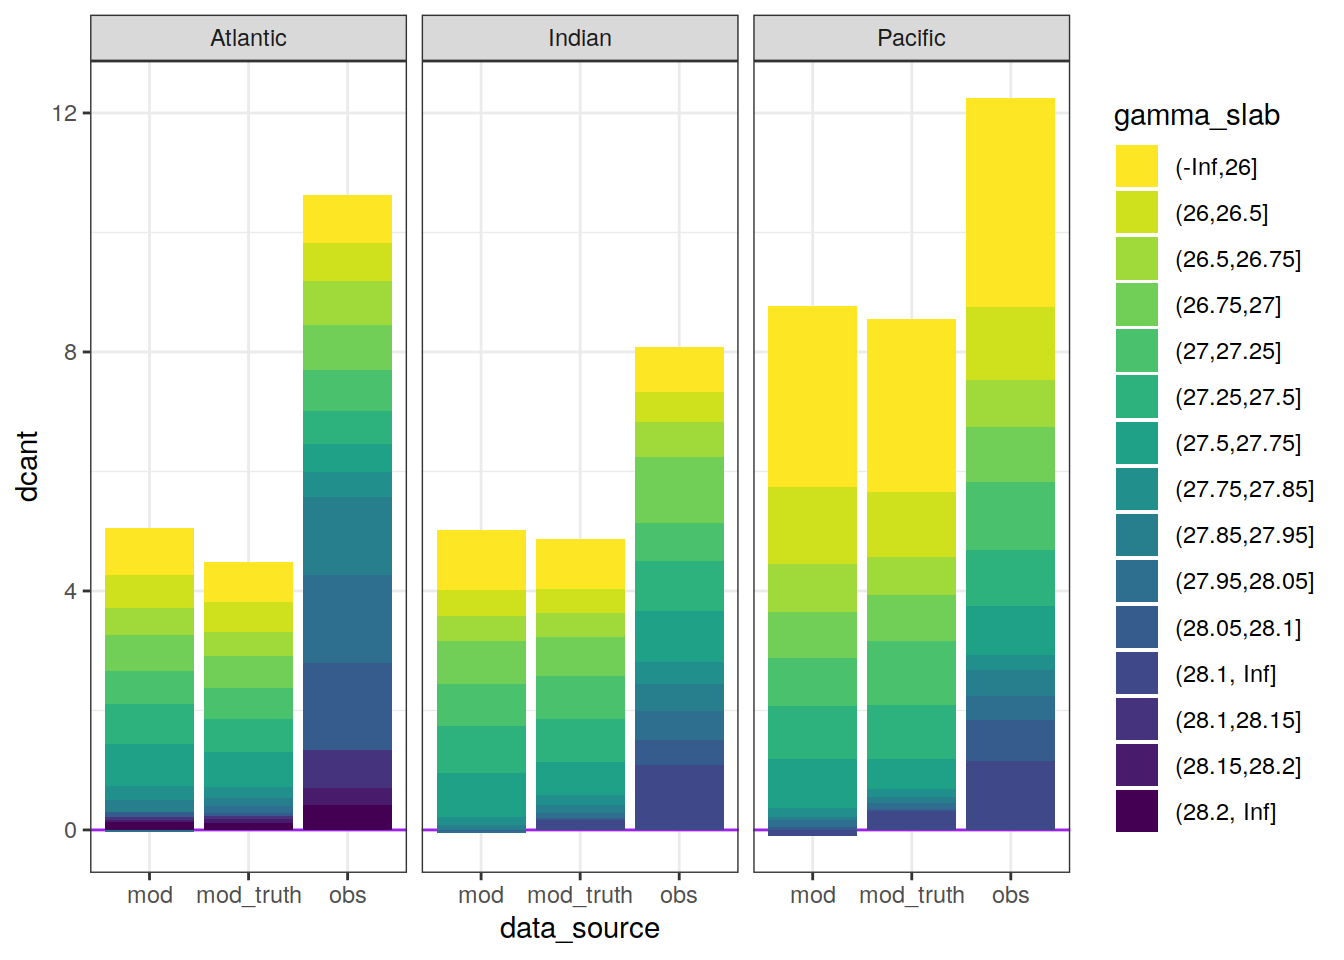 Atlantic
Indian
Pacific
12
8
4
0
dcant
mod
mod_truth
obs
mod
mod_truth
obs
mod
mod_truth
obs
data_source
gamma_slab
(-Inf,26]
(26,26.5]
(26.5,26.75]
(26.75,27]
(27,27.25]
(27.25,27.5]
(27.5,27.75]
(27.75,27.85]
(27.85,27.95]
(27.95,28.05]
(28.05,28.1]
(28.1, Inf]
(28.1,28.15]
(28.15,28.2]
(28.2, Inf]